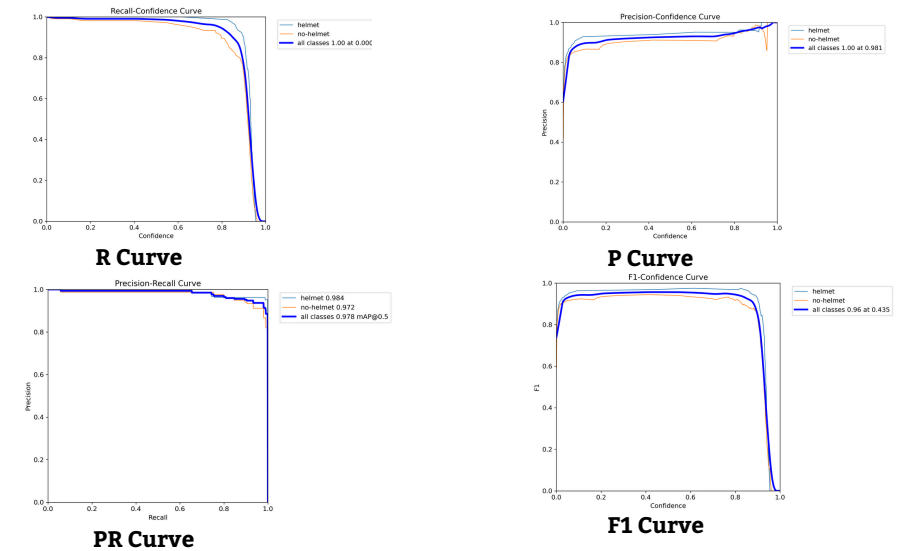 Recall-Confidence Curve
1.0
0.8
0.6
0.4
0.2
0.0
0.0 0.2 0.4 0.6 0.8 1.0
Confidence
helmet
no-helmet
all classes 1.00 at 0.000
R Curve
Precision-Confidence Curve
1.0
0.8
0.6
0.4
0.2
0.0
Precision
0.0 0.2 0.4 0.6 0.8 1.0
Confidence
helmet
no-helmet
all classes 1.00 at 0.981
P Curve
Precision-Recall Curve
1.0
0.8
0.6
0.4
0.2
0.0
Precision
0.0 0.2 0.4 0.6 0.8 1.0
Recall
helmet 0.984
no-helmet 0.972
all classes 0.978 mAP@0.5
PR Curve
F1-Confidence Curve
1.0
0.8
0.6
0.4
0.2
0.0
F1
0.0 0.2 0.4 0.6 0.8 1.0
Confidence
helmet
no-helmet
all classes 0.96 at 0.435
F1 Curve